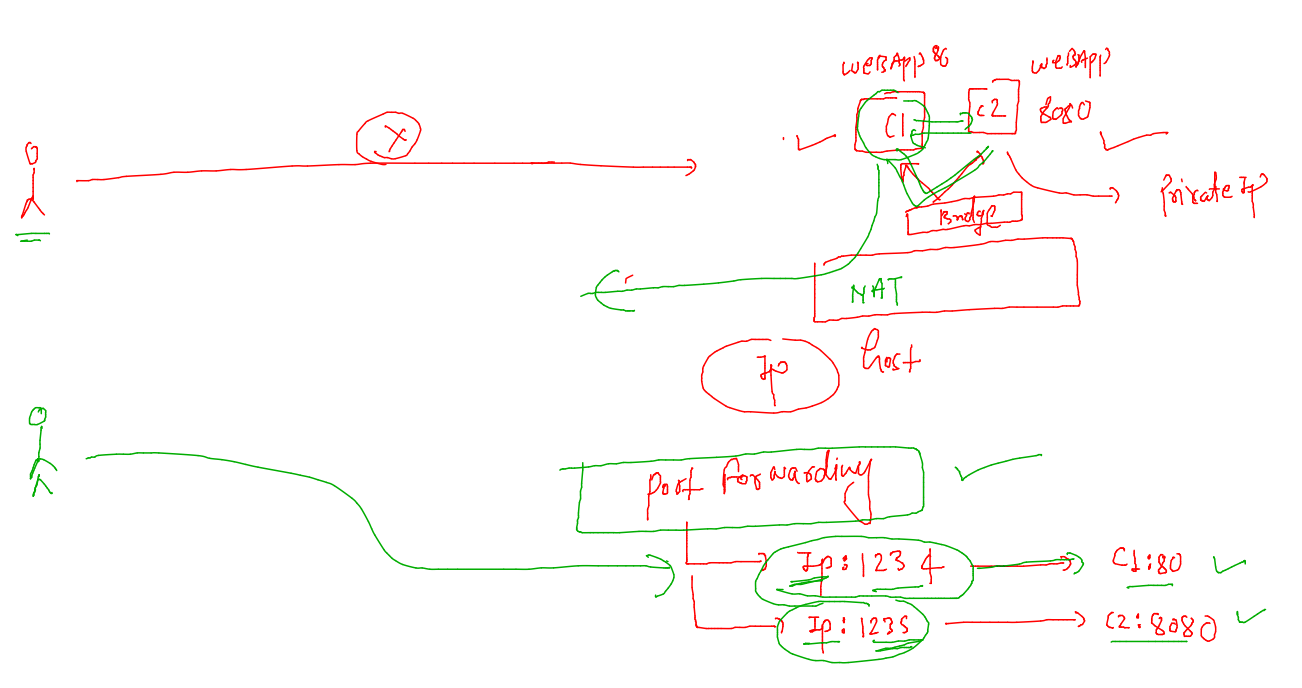 WEBApp 80
WEBApp
8080
X
C1
C2
Bridge
Private Ip
NAT
Ip
host
Port Forwarding
Ip:1234
C1:80
Ip:1235
C2:8080